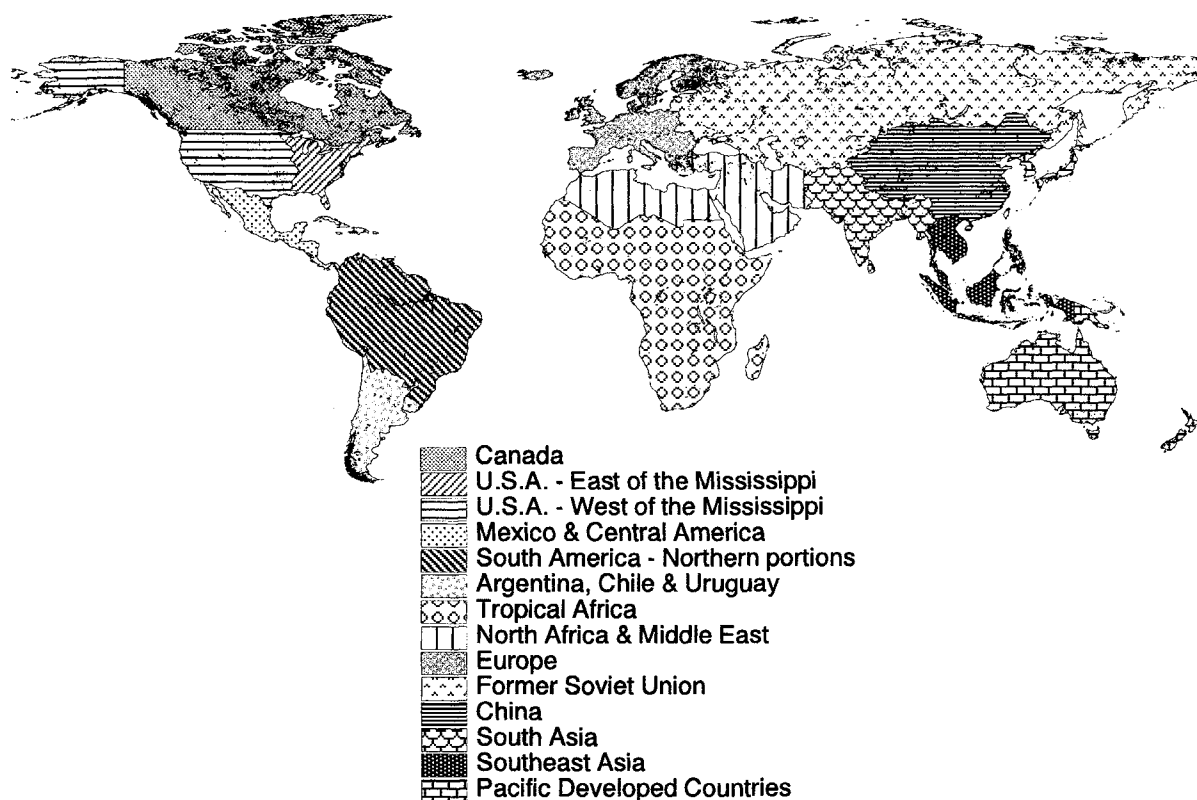 Canada
U.S.A. - East of the Mississippi
U.S.A. - West of the Mississippi
Mexico & Central America
South America - Northern portions
Argentina, Chile & Uruguay
Tropical Africa
North Africa & Middle East
Europe
Former Soviet Union
China
South Asia
Southeast Asia
Pacific Developed Countries